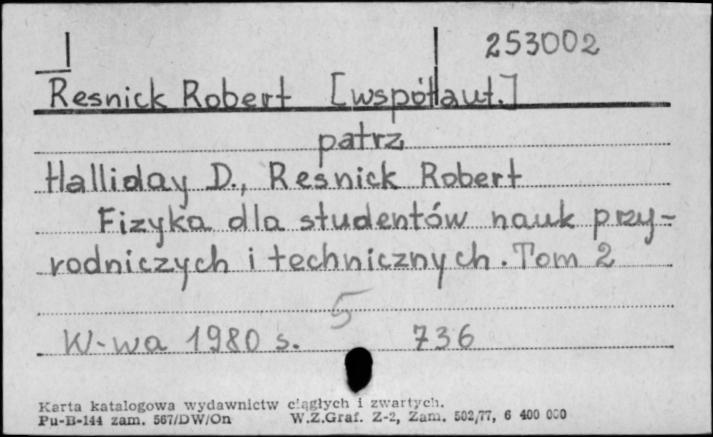 253002
Resnick Robert [współaut.]
patrz
Halliday D., Resnick Robert
Fizyka dla studentów nauk przy-
rodniczych i technicznych. Tom 2
5
W-wa 1980 s. 736
Karta katalogowa wydawnictw ciągłych i zwartych.
Pu-B-144 zam. 567/DW/On W.Z.Graf. Z-2, Zam. 502/77, 6 400 000